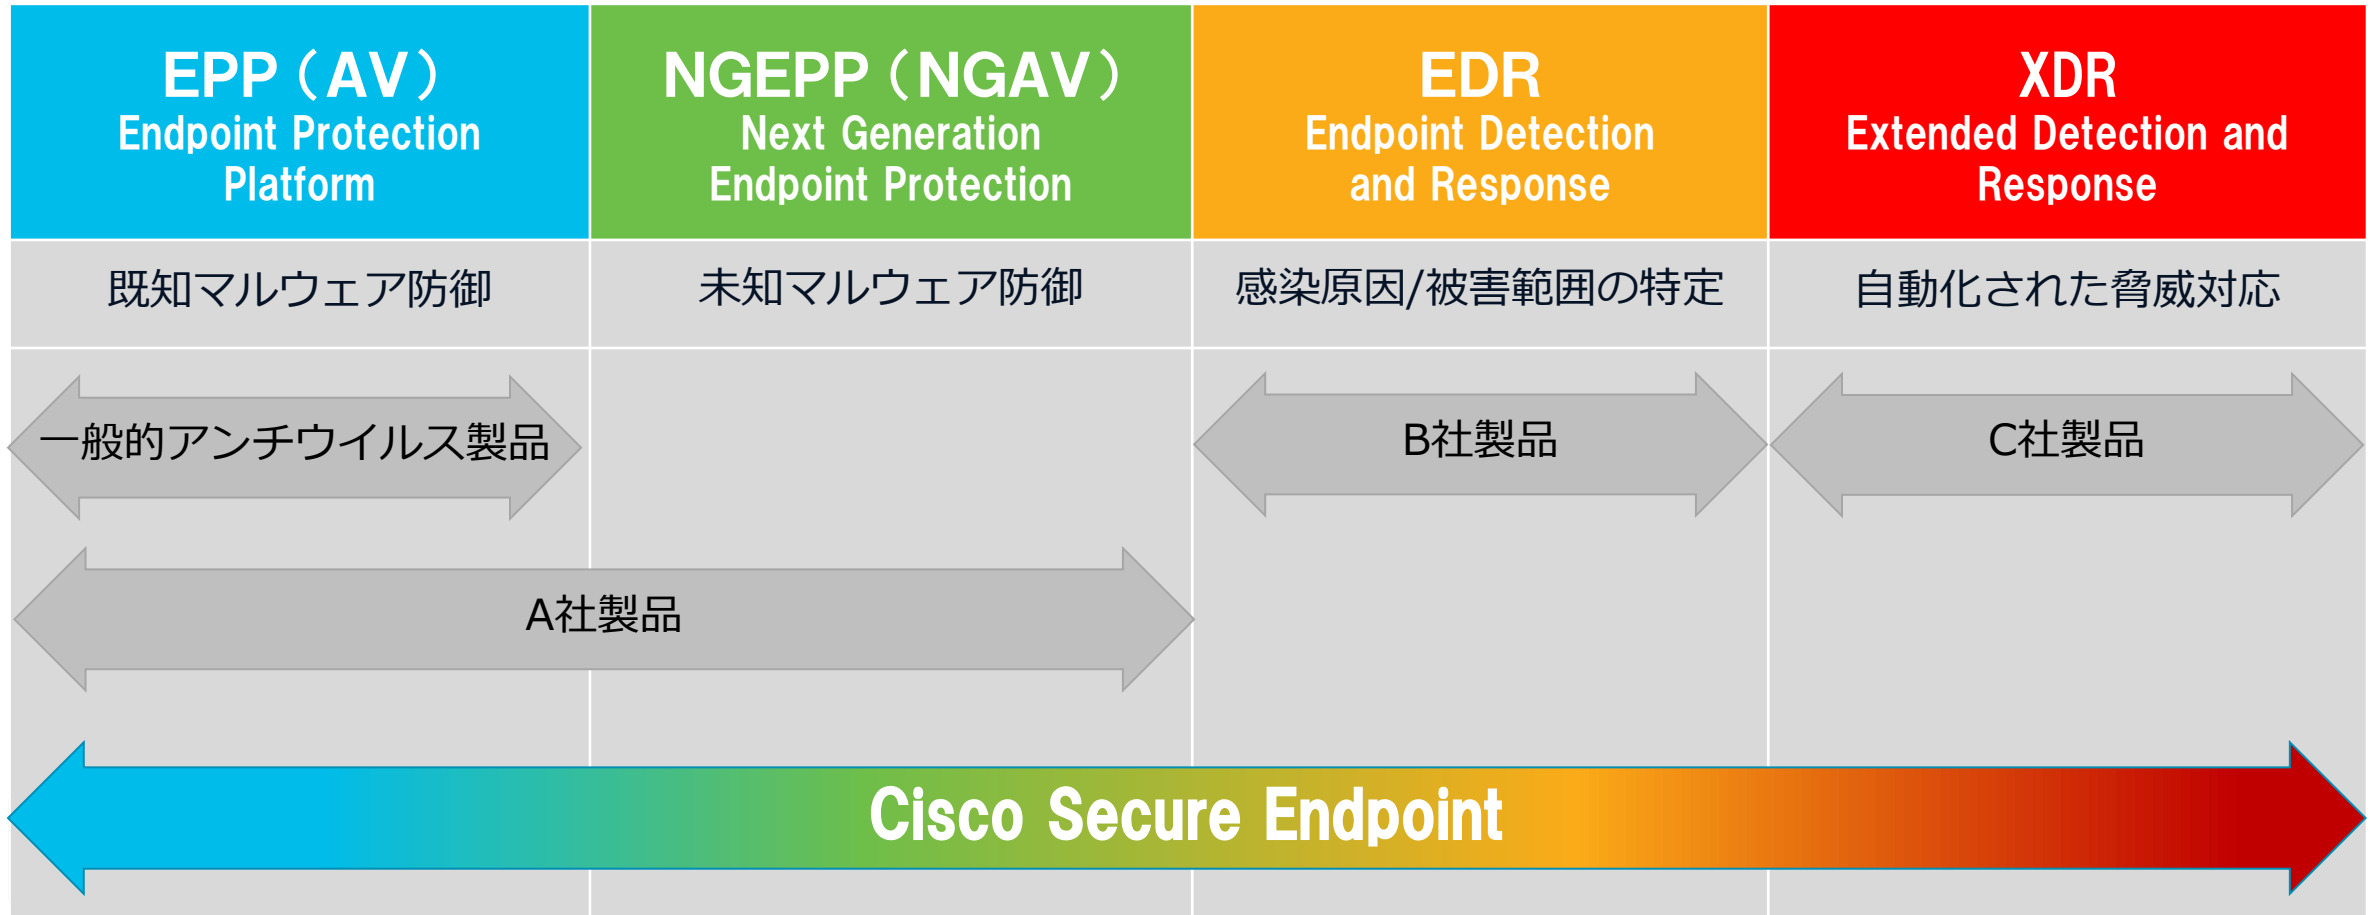 EPP（AV）
Endpoint Protection
Platform
NGEPP（NGAV）
Next Generation
Endpoint Protection
EDR
Endpoint Detection
and Response
XDR
Extended Detection and
Response
既知マルウェア防御
未知マルウェア防御
感染原因/被害範囲の特定
自動化された脅威対応
一般的アンチウイルス製品
B社製品
C社製品
A社製品
Cisco Secure Endpoint